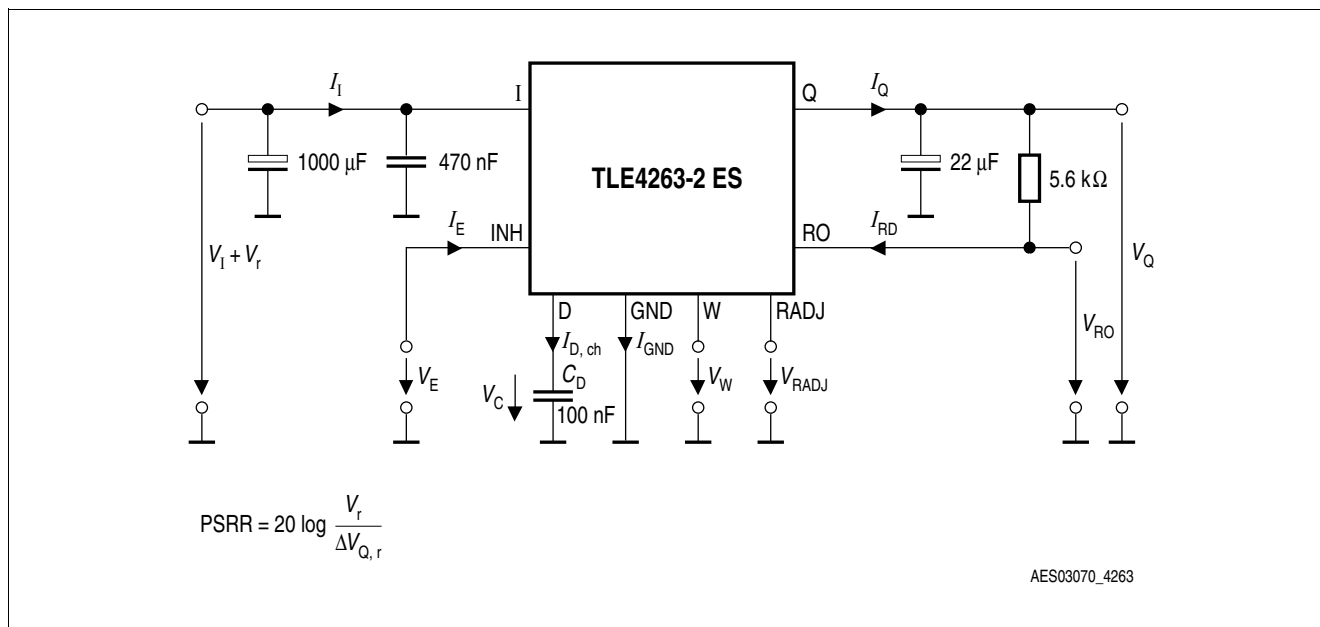 I_I
I
Q
I_Q
1000 µF
470 nF
TLE4263-2 ES
22 µF
5.6 kΩ
I_E
INH
RO
I_RD
V_I + V_r
V_Q
D
GND
W
RADJ
V_RO
I_D, ch
I_GND
V_E
V_C
C_D
V_W
V_RADJ
100 nF
PSRR = 20 log V_r / ΔV_Q, r
AES03070_4263